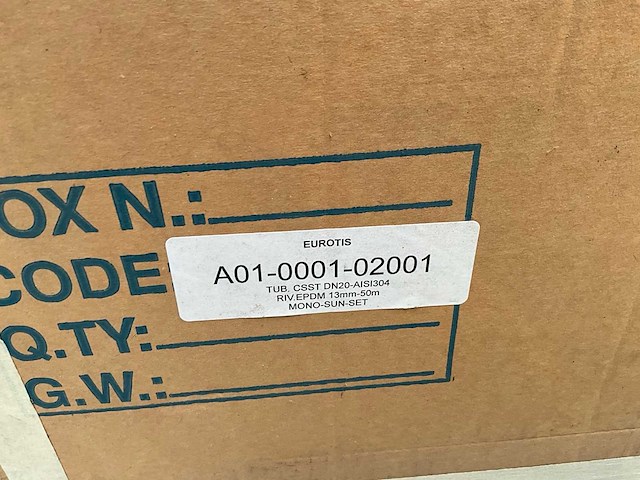 OX N.:
EUROTIS
CODE
A01-0001-02001
TUB. CSST DN20-AISI304
RIV.EPDM 13mm-50m
MONO-SUN-SET
Q.TY:
G.W.: